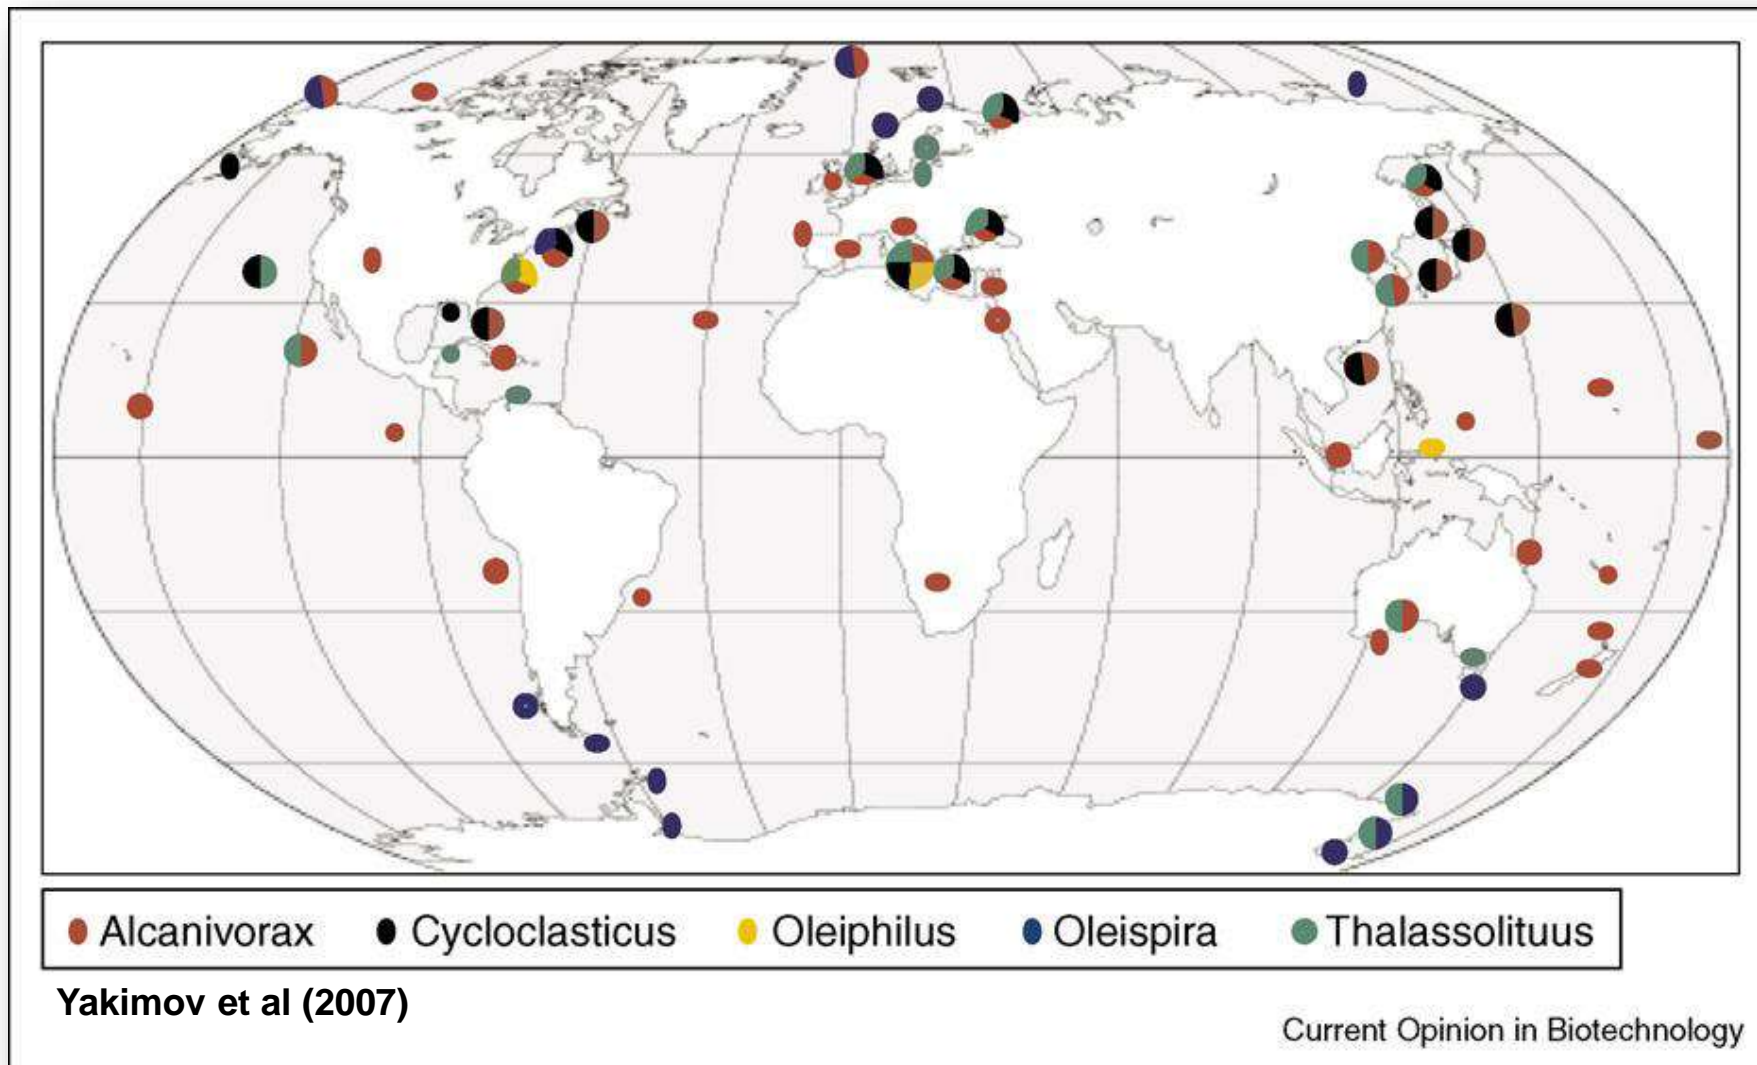 Alcanivorax Cycloclasticus Oleiphilus Oleispira Thalassolituus
Yakimov et al (2007)
Current Opinion in Biotechnology